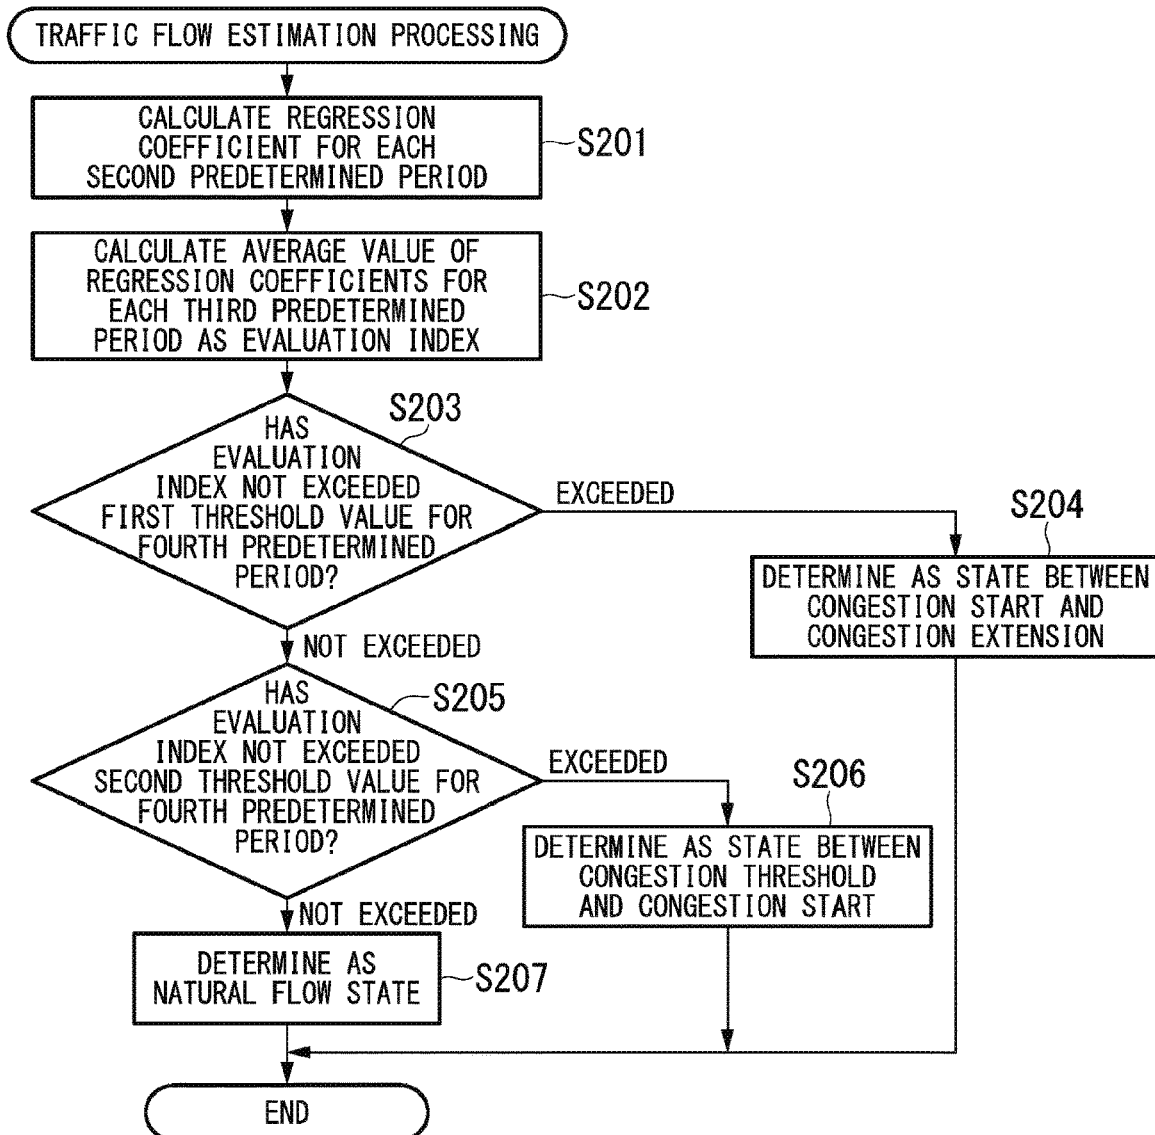 TRAFFIC FLOW ESTIMATION PROCESSING
CALCULATE REGRESSION
COEFFICIENT FOR EACH
SECOND PREDETERMINED PERIOD
S201
CALCULATE AVERAGE VALUE OF
REGRESSION COEFFICIENTS FOR
EACH THIRD PREDETERMINED
PERIOD AS EVALUATION INDEX
S202
S203
HAS
EVALUATION
INDEX NOT EXCEEDED
FIRST THRESHOLD VALUE FOR
FOURTH PREDETERMINED
PERIOD?
EXCEEDED
S204
DETERMINE AS STATE BETWEEN
CONGESTION START AND
CONGESTION EXTENSION
NOT EXCEEDED
S205
HAS
EVALUATION
INDEX NOT EXCEEDED
SECOND THRESHOLD VALUE FOR
FOURTH PREDETERMINED
PERIOD?
EXCEEDED
S206
DETERMINE AS STATE BETWEEN
CONGESTION THRESHOLD
AND CONGESTION START
NOT EXCEEDED
DETERMINE AS
NATURAL FLOW STATE
S207
END